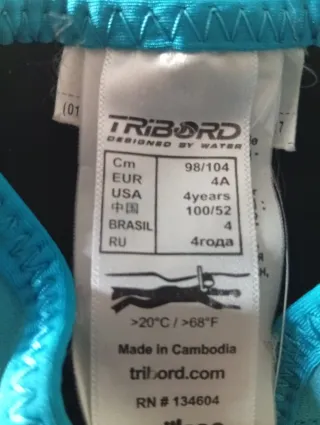 (01
TRIBORD
DESIGNED BY WATER
Cm 98/104
EUR 4A
USA 4years
中国 100/52
BRASIL 4
RU 4года
>20°C / >68°F
Made in Cambodia
tribord.com
RN # 134604